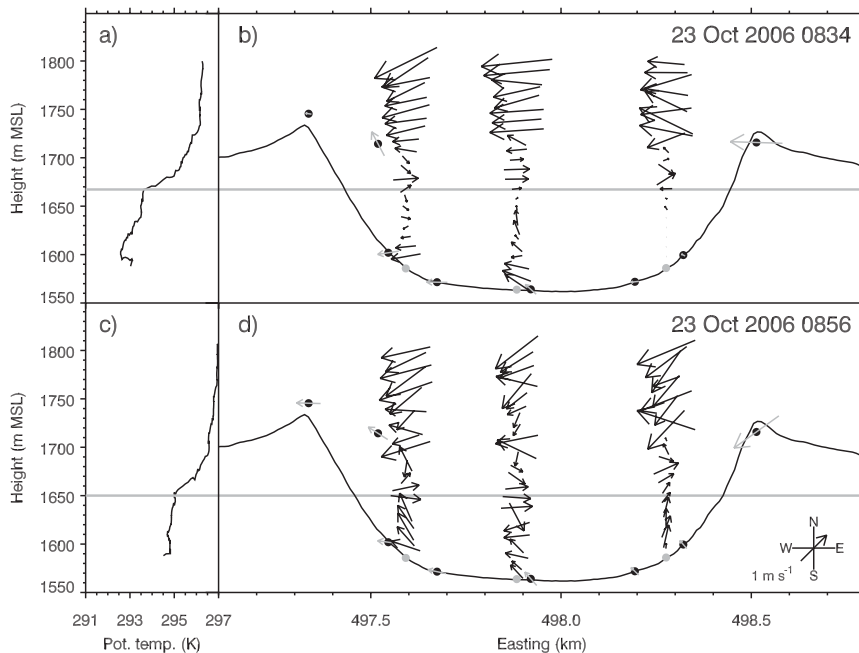 a)
b)
23 Oct 2006 0834
1800
1750
1700
1650
1600
1550
Height (m MSL)
c)
d)
23 Oct 2006 0856
1800
1750
1700
1650
1600
1550
Height (m MSL)
N
W E
S
1 m s⁻¹
291 293 295 297
497.5 498.0 498.5
Pot. temp. (K)
Easting (km)